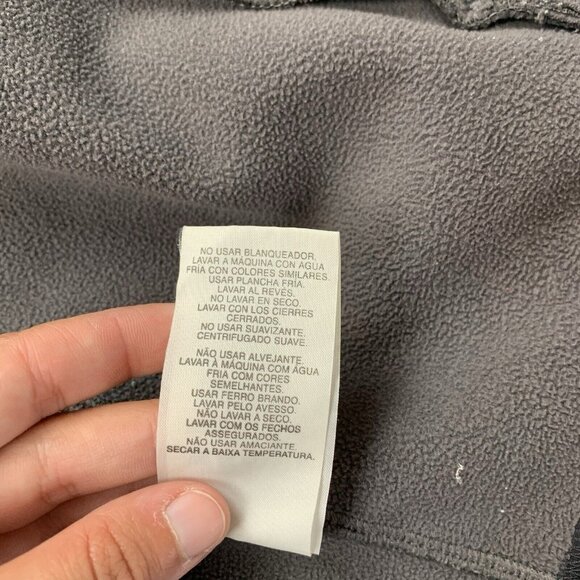 NO USAR BLANQUEADOR.
LAVAR A MÁQUINA CON AGUA
FRIA CON COLORES SIMILARES.
USAR PLANCHA FRÍA.
LAVAR AL REVÉS.
NO LAVAR EN SECO.
LAVAR CON LOS CIERRES
CERRADOS.
NO USAR SUAVIZANTE.
CENTRIFUGADO SUAVE.
NÃO USAR ALVEJANTE.
LAVAR À MÁQUINA COM ÁGUA
FRIA COM CORES
SEMELHANTES.
USAR FERRO BRANDO.
LAVAR PELO AVESSO.
NÃO LAVAR A SECO.
LAVAR COM OS FECHOS
ASSEGURADOS.
NÃO USAR AMACIANTE.
SECAR A BAIXA TEMPERATURA.